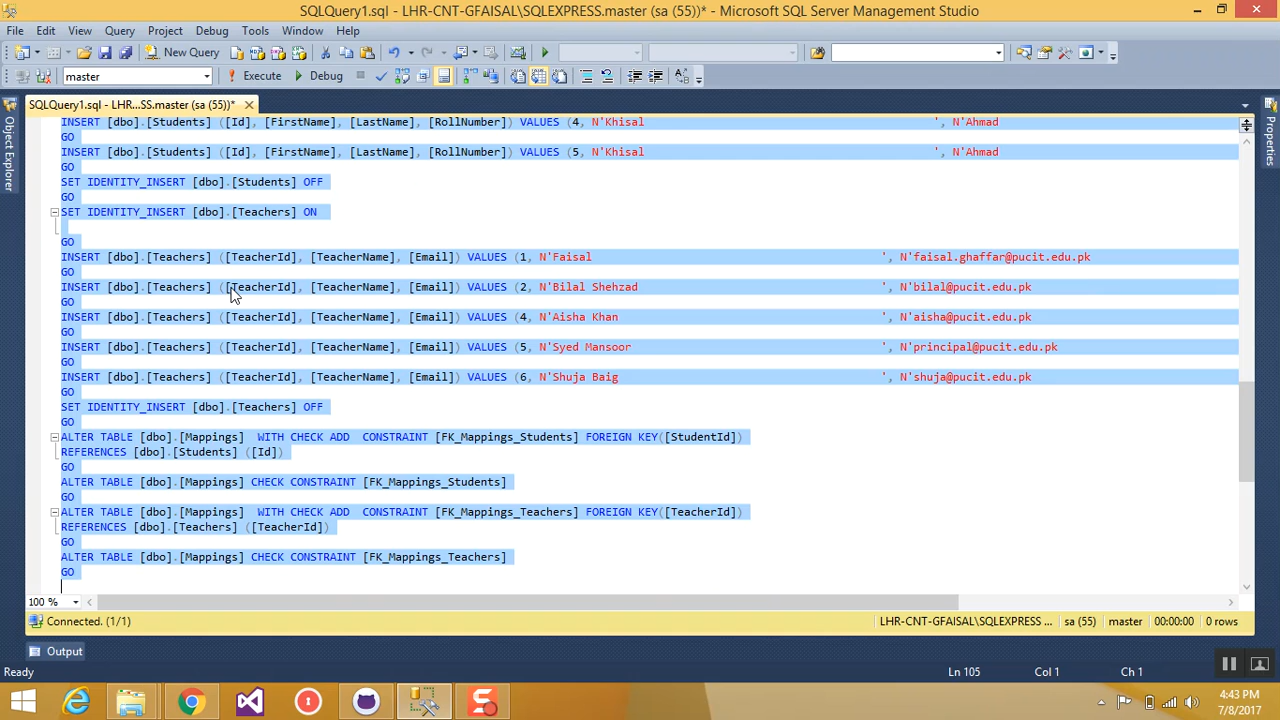 SQLQuery1.sql - LHR-CNT-GFAISAL\SQLEXPRESS.master (sa (55))* - Microsoft SQL Server Management Studio
File Edit View Query Project Debug Tools Window Help
New Query
master Execute Debug
SQLQuery1.sql - LHR...SS.master (sa (55))*
Object Explorer
Properties
INSERT [dbo].[Students] ([Id], [FirstName], [LastName], [RollNumber]) VALUES (4, N'Khisal ', N'Ahmad
GO
INSERT [dbo].[Students] ([Id], [FirstName], [LastName], [RollNumber]) VALUES (5, N'Khisal ', N'Ahmad
GO
SET IDENTITY_INSERT [dbo].[Students] OFF
GO
SET IDENTITY_INSERT [dbo].[Teachers] ON
GO
INSERT [dbo].[Teachers] ([TeacherId], [TeacherName], [Email]) VALUES (1, N'Faisal ', N'faisal.ghaffar@pucit.edu.pk
GO
INSERT [dbo].[Teachers] ([TeacherId], [TeacherName], [Email]) VALUES (2, N'Bilal Shehzad ', N'bilal@pucit.edu.pk
GO
INSERT [dbo].[Teachers] ([TeacherId], [TeacherName], [Email]) VALUES (4, N'Aisha Khan ', N'aisha@pucit.edu.pk
GO
INSERT [dbo].[Teachers] ([TeacherId], [TeacherName], [Email]) VALUES (5, N'Syed Mansoor ', N'principal@pucit.edu.pk
GO
INSERT [dbo].[Teachers] ([TeacherId], [TeacherName], [Email]) VALUES (6, N'Shuja Baig ', N'shuja@pucit.edu.pk
GO
SET IDENTITY_INSERT [dbo].[Teachers] OFF
GO
ALTER TABLE [dbo].[Mappings]  WITH CHECK ADD  CONSTRAINT [FK_Mappings_Students] FOREIGN KEY([StudentId])
REFERENCES [dbo].[Students] ([Id])
GO
ALTER TABLE [dbo].[Mappings] CHECK CONSTRAINT [FK_Mappings_Students]
GO
ALTER TABLE [dbo].[Mappings]  WITH CHECK ADD  CONSTRAINT [FK_Mappings_Teachers] FOREIGN KEY([TeacherId])
REFERENCES [dbo].[Teachers] ([TeacherId])
GO
ALTER TABLE [dbo].[Mappings] CHECK CONSTRAINT [FK_Mappings_Teachers]
GO
100 %
Connected. (1/1) LHR-CNT-GFAISAL\SQLEXPRESS ... sa (55) master 00:00:00 0 rows
Output
Ready Ln 105 Col 1 Ch 1
4:43 PM
7/8/2017